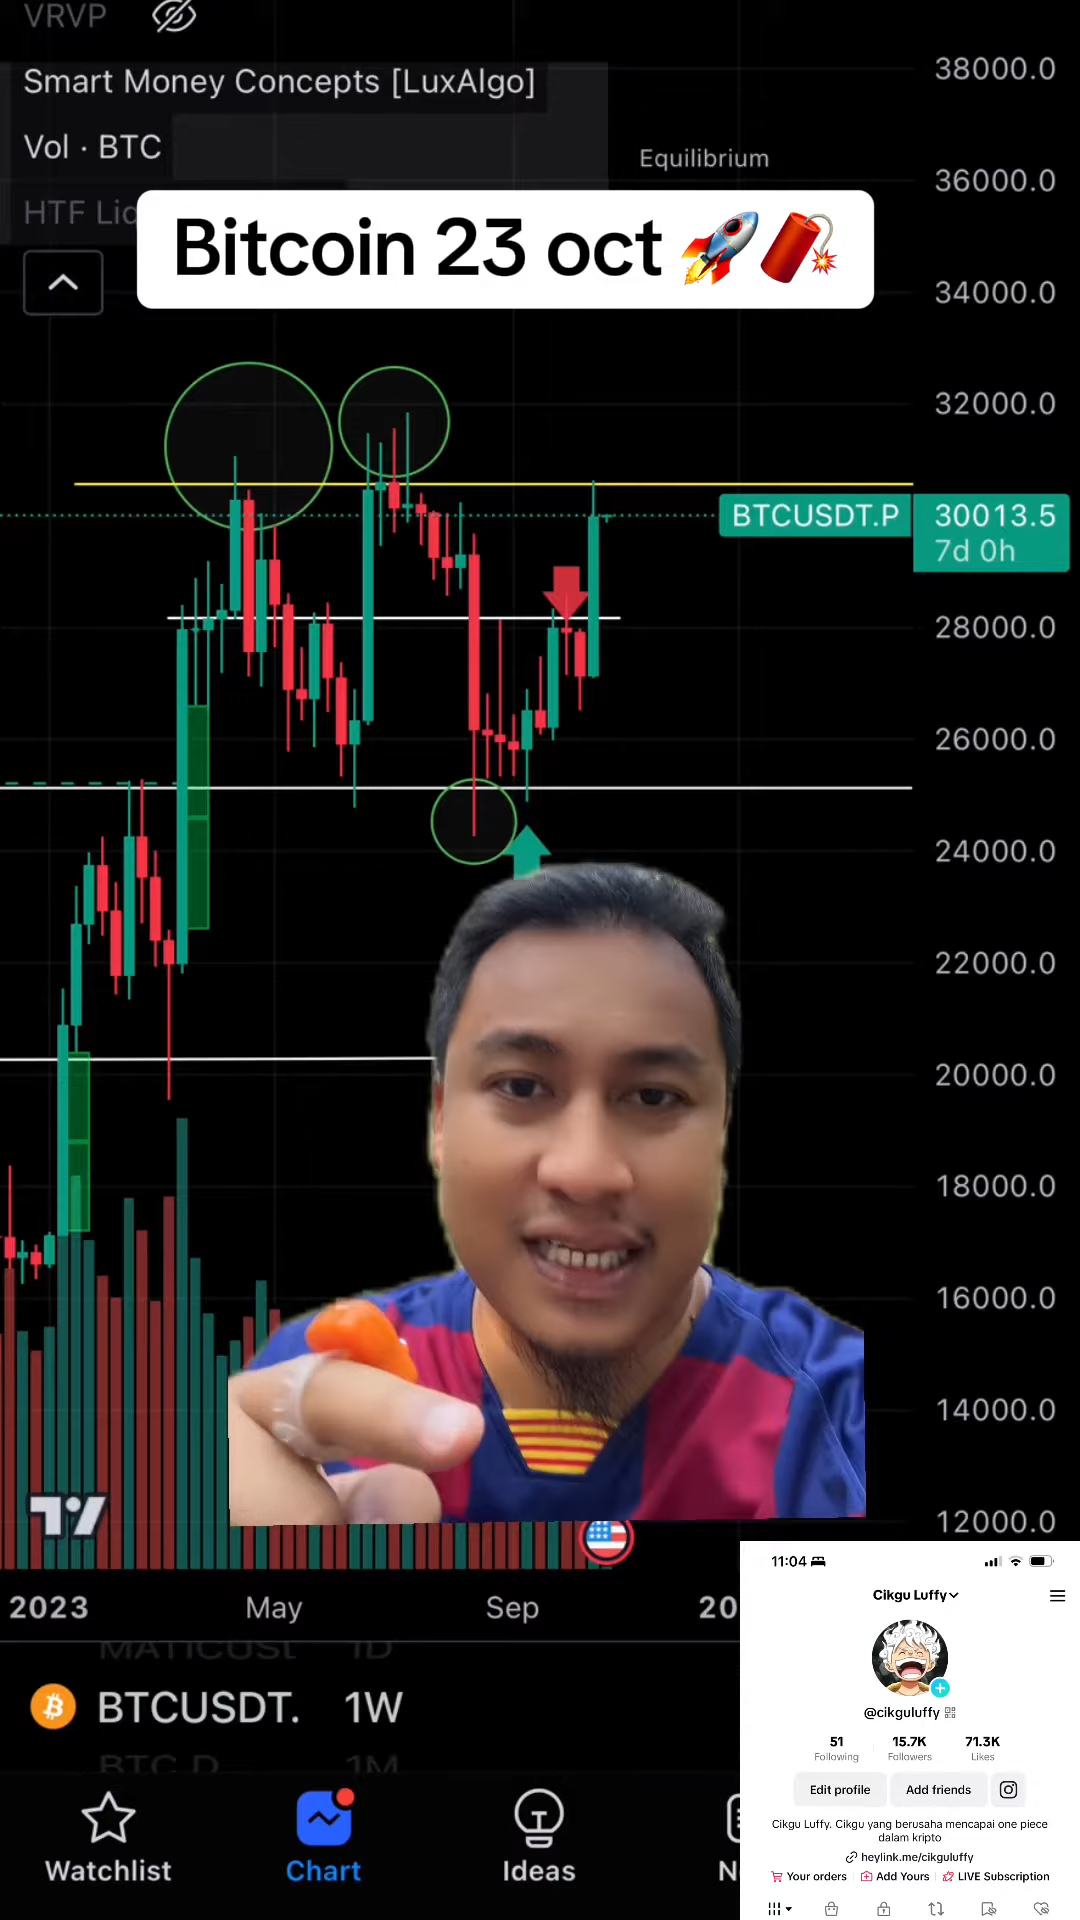 VRVP
Smart Money Concepts [LuxAlgo]
Vol · BTC
Equilibrium
HTF Liq
Bitcoin 23 oct 🚀🧨
38000.0
36000.0
34000.0
32000.0
BTCUSDT.P 30013.5
7d 0h
28000.0
26000.0
24000.0
22000.0
20000.0
18000.0
16000.0
14000.0
12000.0
2023 May Sep 20
MATICUSD 1D
BTCUSDT. 1W
BTC.D 1M
Watchlist Chart Ideas N
11:04
Cikgu Luffy
@cikguluffy
51 15.7K 71.3K
Following Followers Likes
Edit profile Add friends
Cikgu Luffy. Cikgu yang berusaha mencapai one piece
dalam kripto
heylink.me/cikguluffy
Your orders Add Yours LIVE Subscription